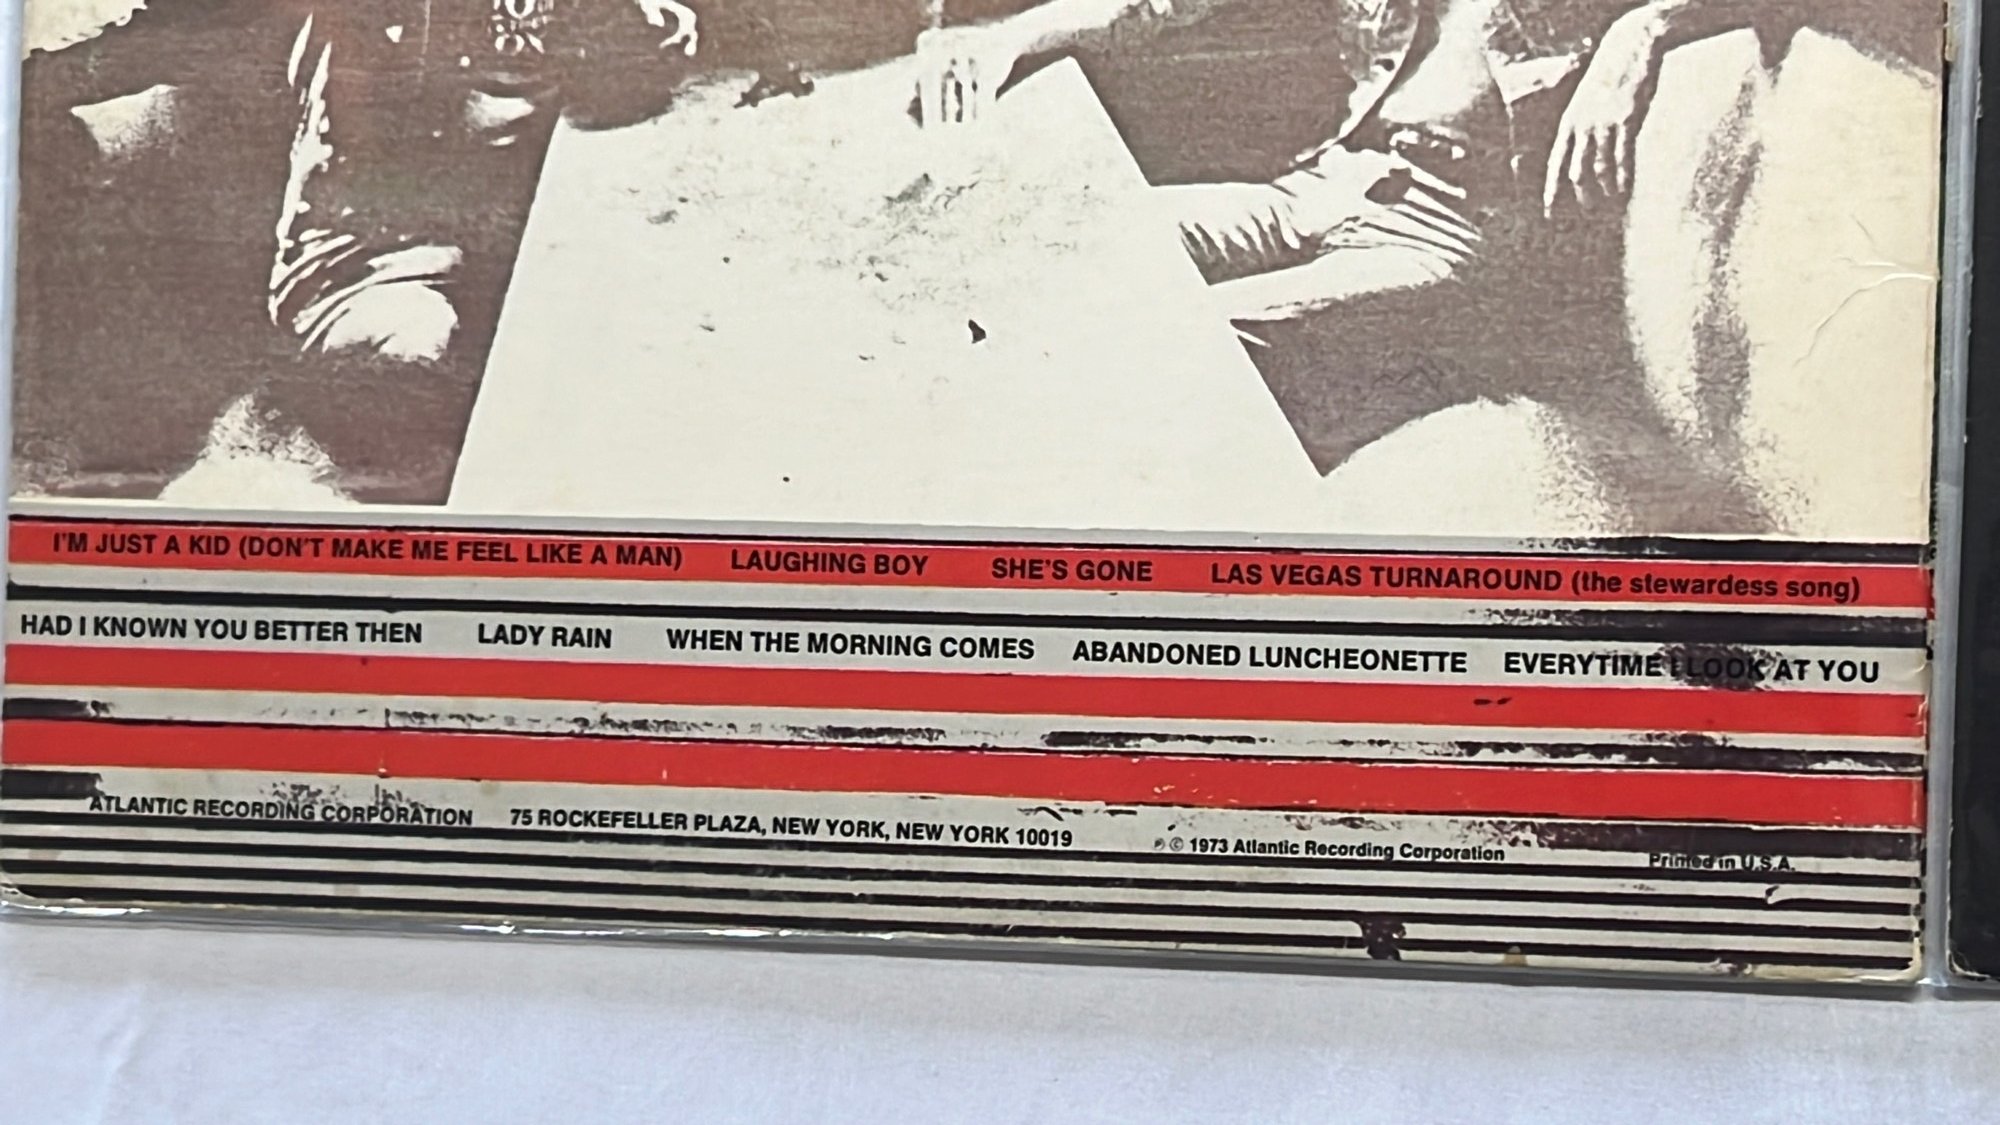 I'M JUST A KID (DON'T MAKE ME FEEL LIKE A MAN) LAUGHING BOY SHE'S GONE LAS VEGAS TURNAROUND (the stewardess song)
HAD I KNOWN YOU BETTER THEN LADY RAIN WHEN THE MORNING COMES ABANDONED LUNCHEONETTE EVERYTIME I LOOK AT YOU
ATLANTIC RECORDING CORPORATION 75 ROCKEFELLER PLAZA, NEW YORK, NEW YORK 10019 ℗ © 1973 Atlantic Recording Corporation Printed in U.S.A.